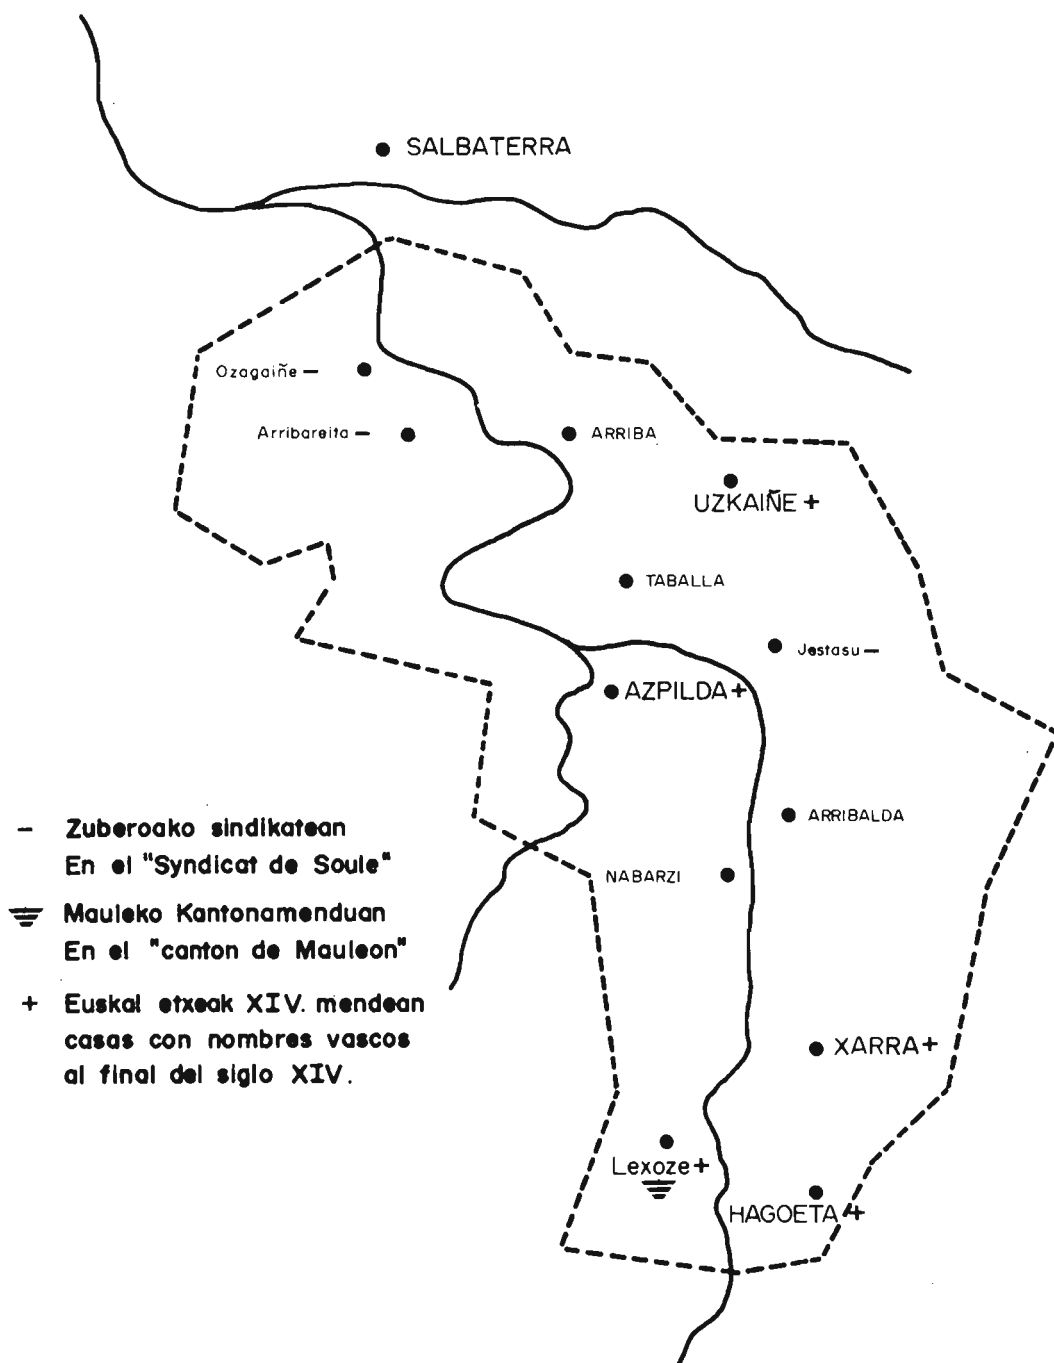 SALBATERRA
Ozagaiñe –
Arribareita –
ARRIBA
UZKAIÑE +
TABALLA
Jestasu –
AZPILDA +
ARRIBALDA
NABARZI
– Zuberoako sindikatean
En el "Syndicat de Soule"
Mauleko Kantonamenduan
En el "canton de Mauleon"
+ Euskal etxeak XIV. mendean
casas con nombres vascos
al final del siglo XIV.
XARRA +
Lexoze +
HAGOETA +